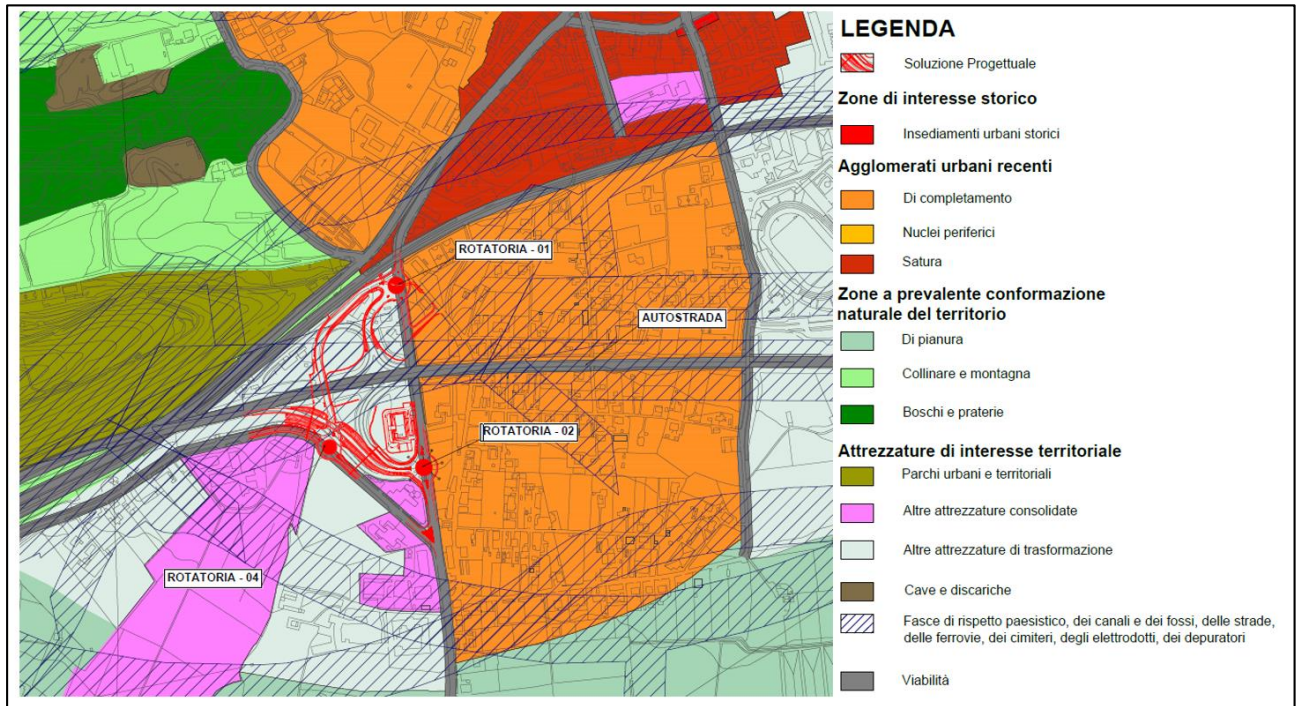 ROTATORIA - 01
AUTOSTRADA
ROTATORIA - 02
ROTATORIA - 04
LEGENDA
Soluzione Progettuale
Zone di interesse storico
Insediamenti urbani storici
Agglomerati urbani recenti
Di completamento
Nuclei periferici
Satura
Zone a prevalente conformazione
naturale del territorio
Di pianura
Collinare e montagna
Boschi e praterie
Attrezzature di interesse territoriale
Parchi urbani e territoriali
Altre attrezzature consolidate
Altre attrezzature di trasformazione
Cave e discariche
Fasce di rispetto paesistico, dei canali e dei fossi, delle strade,
delle ferrovie, dei cimiteri, degli elettrodotti, dei depuratori
Viabilità